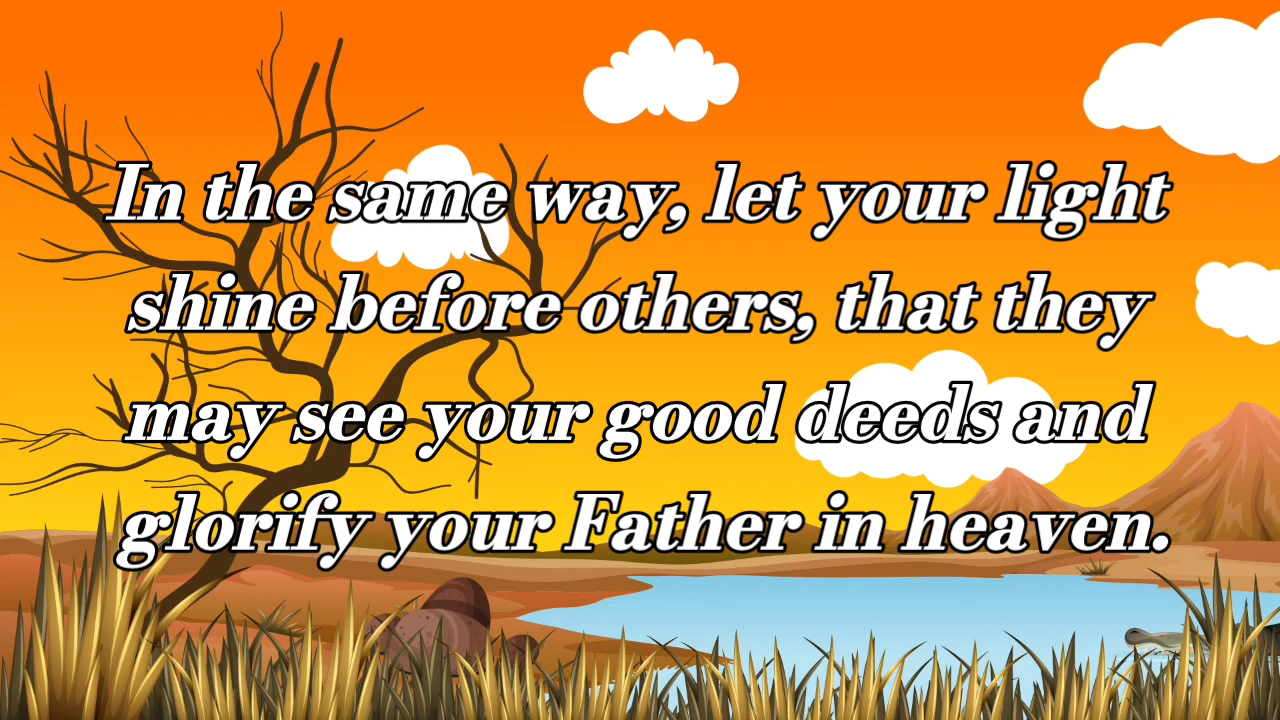 In the same way, let your light
shine before others, that they
may see your good deeds and
glorify your Father in heaven.